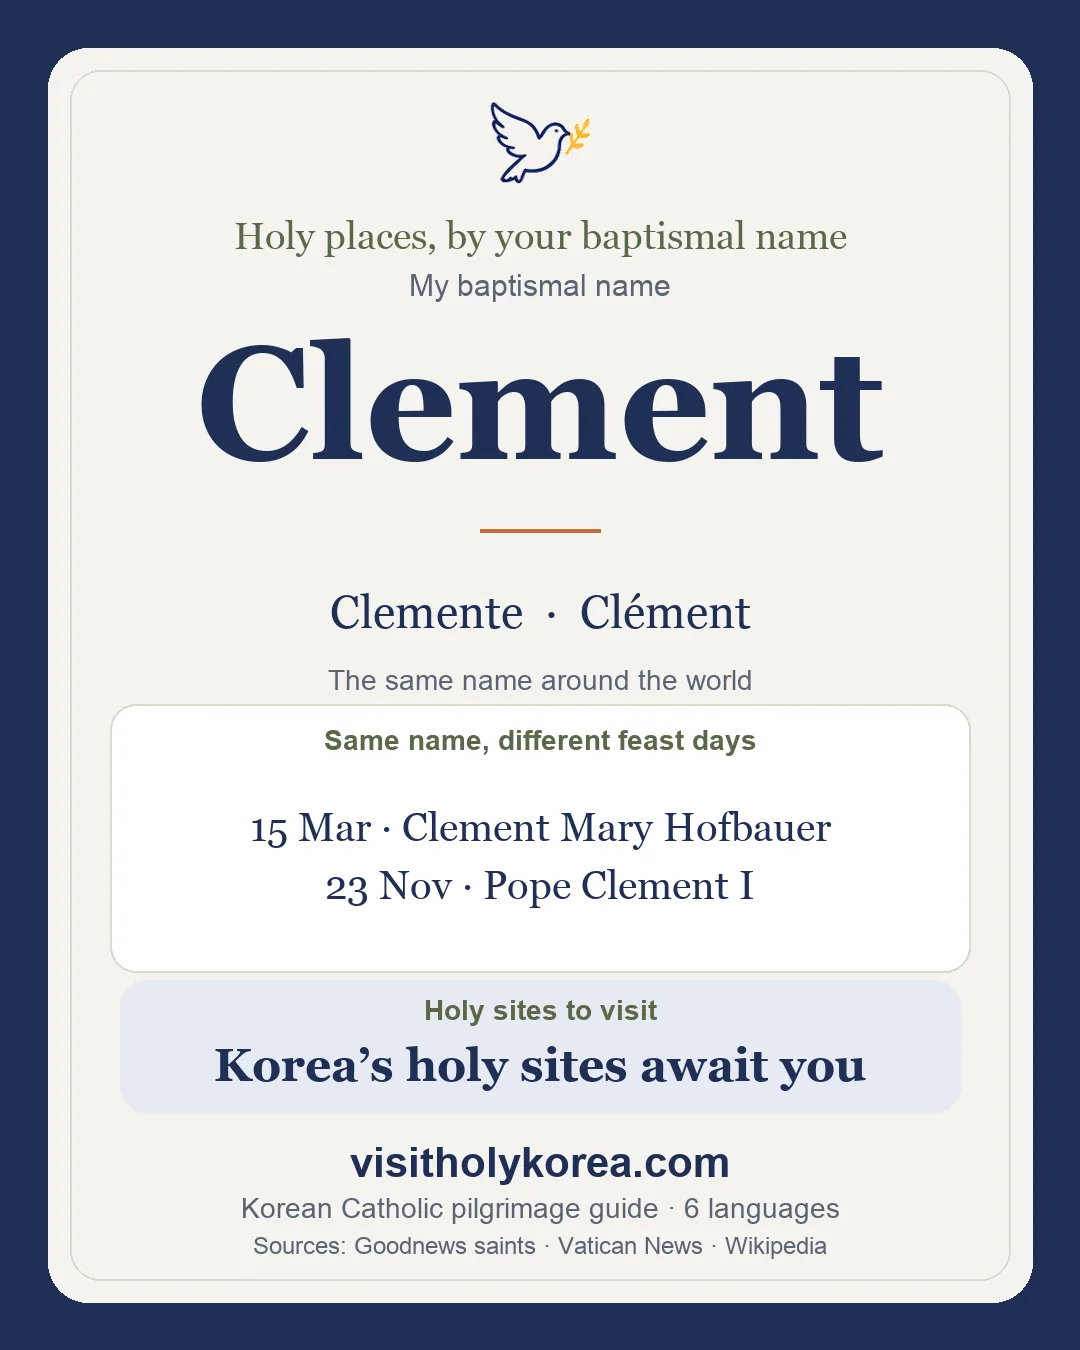 Holy places, by your baptismal name
My baptismal name
Clement
Clemente · Clément
The same name around the world
Same name, different feast days
15 Mar · Clement Mary Hofbauer
23 Nov · Pope Clement I
Holy sites to visit
Korea’s holy sites await you
visitholykorea.com
Korean Catholic pilgrimage guide · 6 languages
Sources: Goodnews saints · Vatican News · Wikipedia